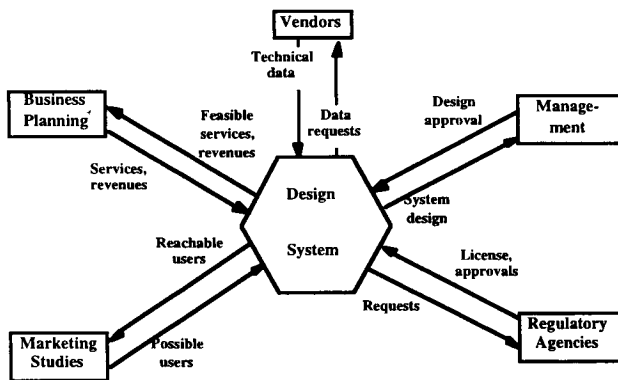 Vendors
Technical
data
Business
Planning
Feasible
services,
revenues
Data
requests
Design
approval
Manage-
ment
Services,
revenues
Design
System
System
design
Reachable
users
License,
approvals
Requests
Marketing
Studies
Possible
users
Regulatory
Agencies